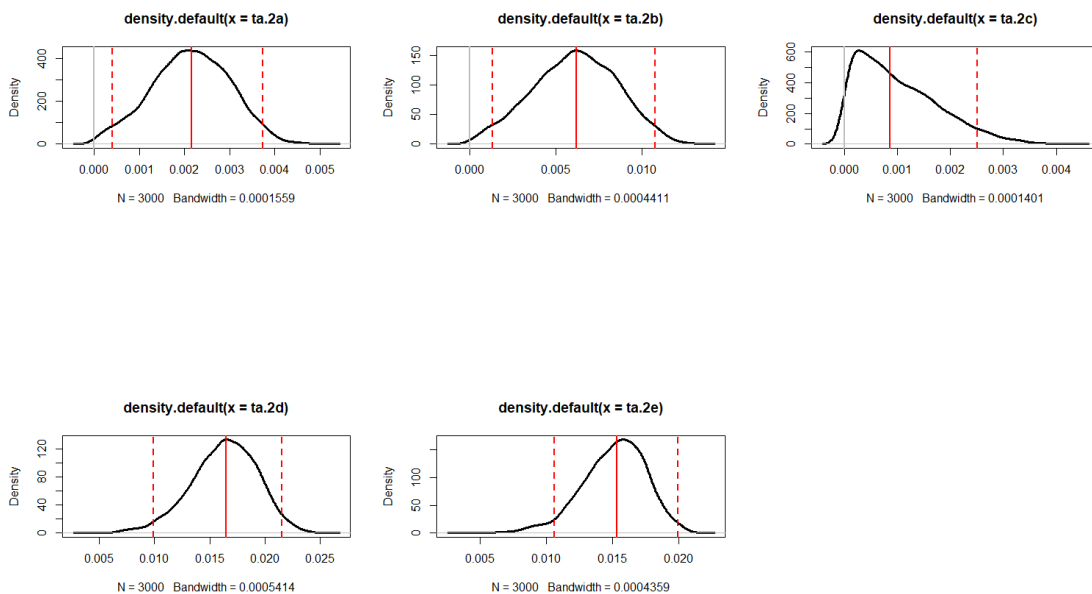 density.default(x = ta.2a)
Density
0 200 400
0.000 0.001 0.002 0.003 0.004 0.005
N = 3000 Bandwidth = 0.0001559
density.default(x = ta.2b)
Density
0 50 100 150
0.000 0.005 0.010
N = 3000 Bandwidth = 0.0004411
density.default(x = ta.2c)
Density
0 200 400 600
0.000 0.001 0.002 0.003 0.004
N = 3000 Bandwidth = 0.0001401
density.default(x = ta.2d)
Density
0 40 80 120
0.005 0.010 0.015 0.020 0.025
N = 3000 Bandwidth = 0.0005414
density.default(x = ta.2e)
Density
0 50 100
0.005 0.010 0.015 0.020
N = 3000 Bandwidth = 0.0004359